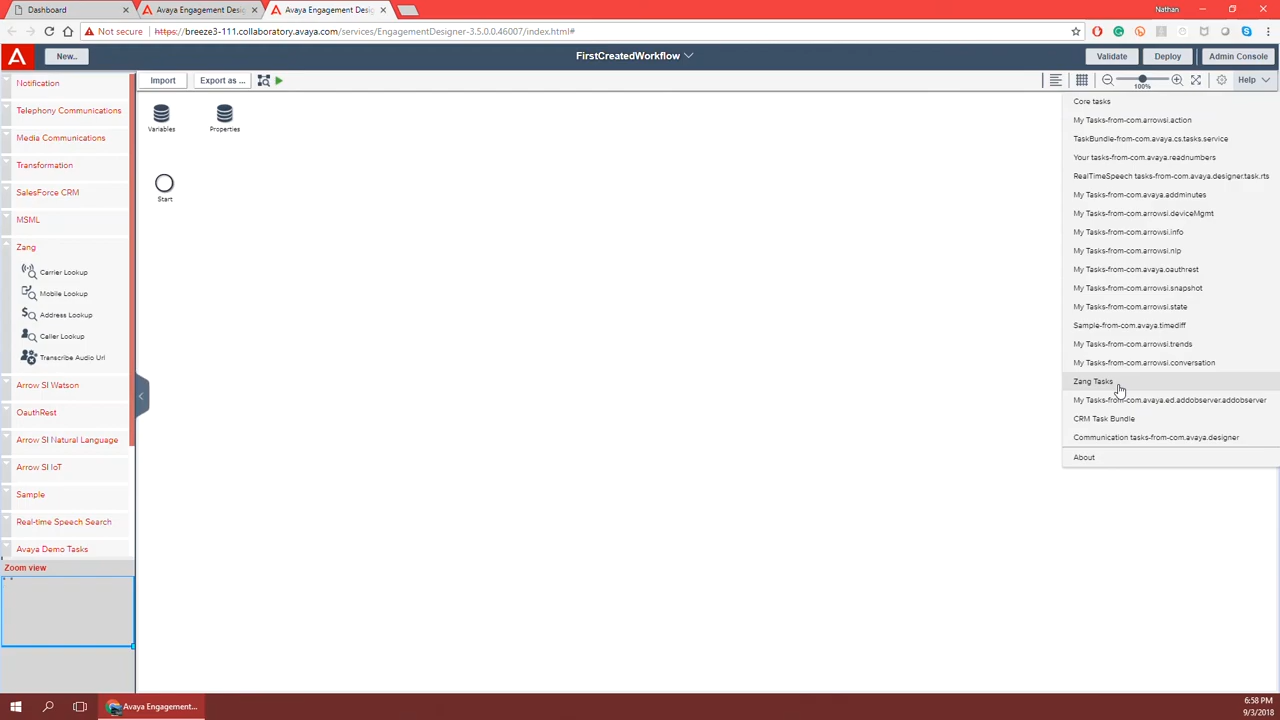 Dashboard
Avaya Engagement Desi
Avaya Engagement Desi
Nathan
Not secure
https://breeze3-111.collaboratory.avaya.com/services/EngagementDesigner-3.5.0.0.46007/index.html#
New..
FirstCreatedWorkflow
Validate
Deploy
Admin Console
Import
Export as ...
100%
Help
Notification
Telephony Communications
Media Communications
Transformation
SalesForce CRM
MSML
Zang
Carrier Lookup
Mobile Lookup
Address Lookup
Caller Lookup
Transcribe Audio Url
Arrow SI Watson
OauthRest
Arrow SI Natural Language
Arrow SI IoT
Sample
Real-time Speech Search
Avaya Demo Tasks
Zoom view
Variables
Properties
Start
Core tasks
My Tasks-from-com.arrowsi.action
TaskBundle-from-com.avaya.cs.tasks.service
Your tasks-from-com.avaya.readnumbers
RealTimeSpeech tasks-from-com.avaya.designer.task.rts
My Tasks-from-com.avaya.addminutes
My Tasks-from-com.arrowsi.deviceMgmt
My Tasks-from-com.arrowsi.info
My Tasks-from-com.arrowsi.nlp
My Tasks-from-com.avaya.oauthrest
My Tasks-from-com.arrowsi.snapshot
My Tasks-from-com.arrowsi.state
Sample-from-com.avaya.timediff
My Tasks-from-com.arrowsi.trends
My Tasks-from-com.arrowsi.conversation
Zang Tasks
My Tasks-from-com.avaya.ed.addobserver.addobserver
CRM Task Bundle
Communication tasks-from-com.avaya.designer
About
Avaya Engagement...
6:58 PM
9/3/2018